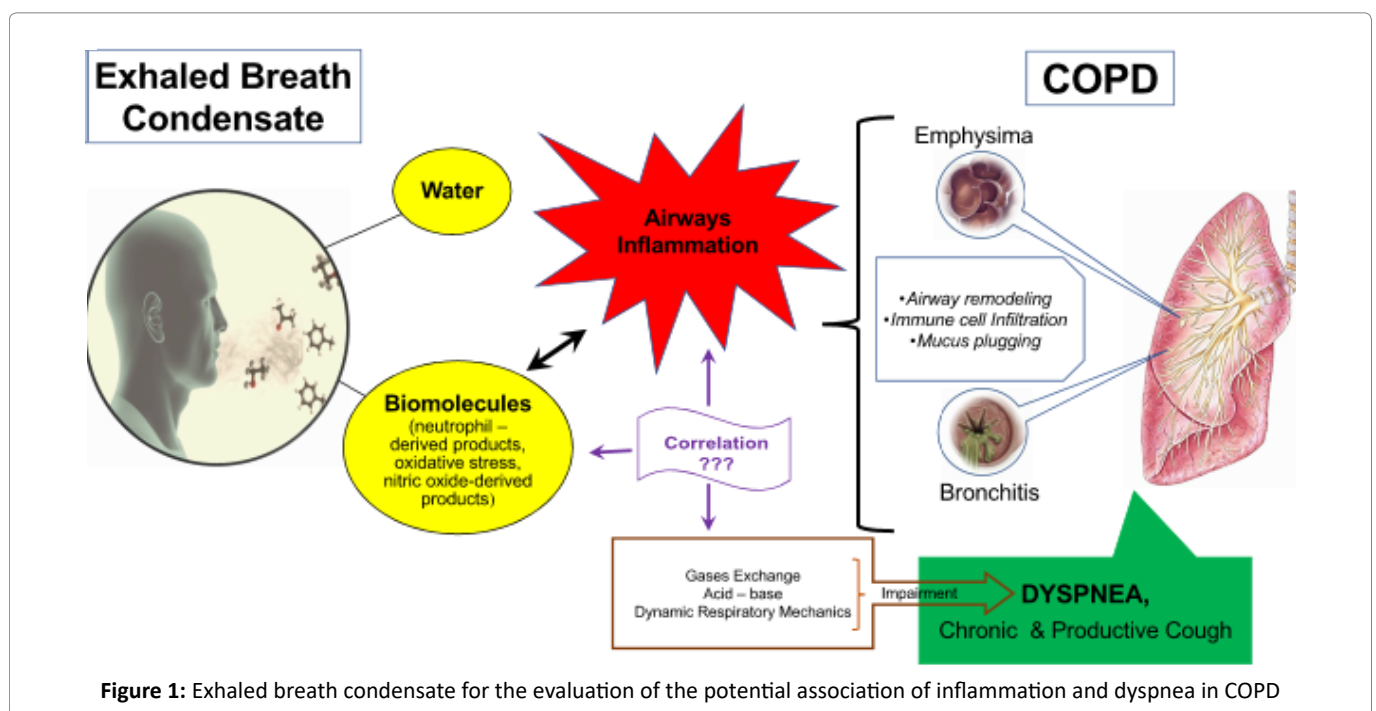 Exhaled Breath
Condensate
COPD
Water
Airways
Inflammation
Emphysima
•Airway remodeling
•Immune cell Infiltration
•Mucus plugging
Biomolecules
(neutrophil –
derived products,
oxidative stress,
nitric oxide-derived
products)
Correlation
???
Bronchitis
Gases Exchange
Acid – base
Dynamic Respiratory Mechanics
Impairment
DYSPNEA,
Chronic & Productive Cough
Figure 1: Exhaled breath condensate for the evaluation of the potential association of inflammation and dyspnea in COPD